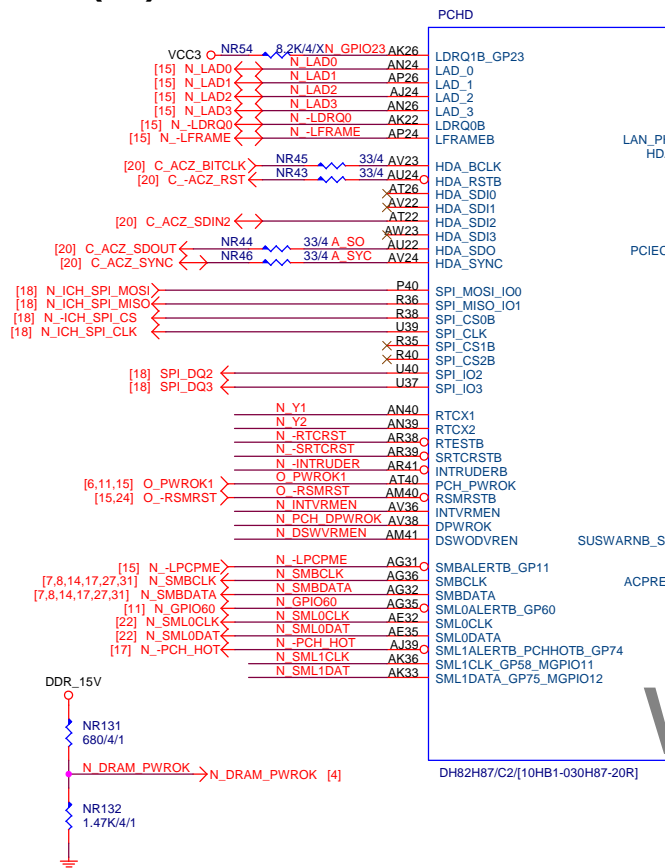 PCHD
VCC3 NR54 8.2K/4/X N_GPIO23 AK26 LDRQ1B_GP23
[15] N_LAD0 N_LAD0 AN24 LAD_0
[15] N_LAD1 N_LAD1 AP26 LAD_1
[15] N_LAD2 N_LAD2 AJ24 LAD_2
[15] N_LAD3 N_LAD3 AN26 LAD_3
[15] N_-LDRQ0 N_-LDRQ0 AK22 LDRQ0B
[15] N_-LFRAME N_-LFRAME AP24 LFRAMEB LAN_P
[20] C_ACZ_BITCLK NR45 33/4 AV23 HDA_BCLK HD
[20] C_-ACZ_RST NR43 33/4 AU24 HDA_RSTB
AT26 HDA_SDI0
AV22 HDA_SDI1
[20] C_ACZ_SDIN2 AT22 HDA_SDI2
AW23 HDA_SDI3
[20] C_ACZ_SDOUT NR44 33/4 A_SO AU22 HDA_SDO PCIEC
[20] C_ACZ_SYNC NR46 33/4 A_SYC AV24 HDA_SYNC
[18] N_ICH_SPI_MOSI P40 SPI_MOSI_IO0
[18] N_ICH_SPI_MISO R36 SPI_MISO_IO1
[18] N_-ICH_SPI_CS R38 SPI_CS0B
[18] N_ICH_SPI_CLK U39 SPI_CLK
R35 SPI_CS1B
R40 SPI_CS2B
[18] SPI_DQ2 U40 SPI_IO2
[18] SPI_DQ3 U37 SPI_IO3
N_Y1 AN40 RTCX1
N_Y2 AN39 RTCX2
N_-RTCRST AR38 RTESTB
N_-SRTCRST AR39 SRTCRSTB
N_-INTRUDER AR41 INTRUDERB
[6,11,15] O_PWROK1 O_PWROK1 AT40 PCH_PWROK
[15,24] O_-RSMRST O_-RSMRST AM40 RSMRSTB
N_INTVRMEN AV36 INTVRMEN
N_PCH_DPWROK AV38 DPWROK
N_DSWVRMEN AM41 DSWODVREN SUSWARNB_S
[15] N_-LPCPME N_-LPCPME AG31 SMBALERTB_GP11
[7,8,14,17,27,31] N_SMBCLK N_SMBCLK AG36 SMBCLK ACPRE
[7,8,14,17,27,31] N_SMBDATA N_SMBDATA AG32 SMBDATA
[11] N_GPIO60 N_GPIO60 AG35 SML0ALERTB_GP60
[22] N_SML0CLK N_SML0CLK AE32 SML0CLK
[22] N_SML0DAT N_SML0DAT AE35 SML0DATA
[17] N_-PCH_HOT N_-PCH_HOT AJ39 SML1ALERTB_PCHHOTB_GP74
N_SML1CLK AK36 SML1CLK_GP58_MGPIO11
N_SML1DAT AK33 SML1DATA_GP75_MGPIO12
DDR_15V
NR131
680/4/1
N_DRAM_PWROK N_DRAM_PWROK [4]
DH82H87/C2/[10HB1-030H87-20R]
NR132
1.47K/4/1